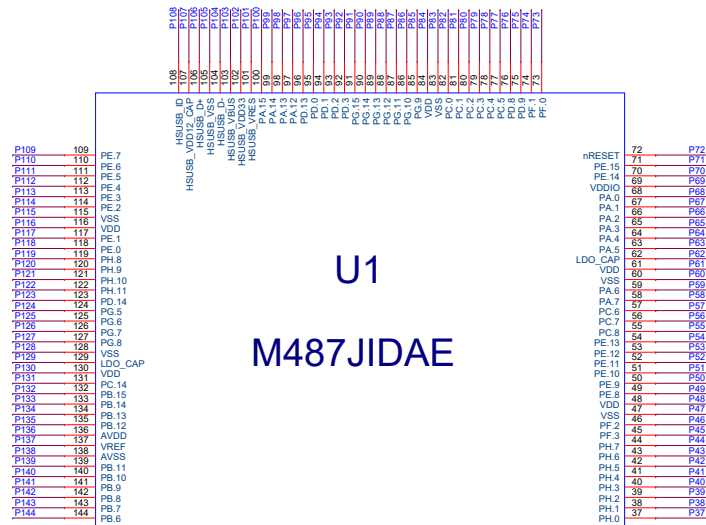 P108 108 HSUSB_ID
P107 107 HSUSB_VDD12_CAP
P106 106 HSUSB_D+
P105 105 HSUSB_VSS
P104 104 HSUSB_D-
P103 103 HSUSB_VBUS
P102 102 HSUSB_VDD33
P101 101 HSUSB_VRES
P100 100 PA.15
P99 99 PA.14
P98 98 PA.13
P97 97 PA.12
P96 96 PD.13
P95 95 PD.0
P94 94 PD.1
P93 93 PD.2
P92 92 PD.3
P91 91 PG.15
P90 90 PG.14
P89 89 PG.13
P88 88 PG.12
P87 87 PG.11
P86 86 PG.10
P85 85 PG.9
P84 84 VDD
P83 83 VSS
P82 82 PC.0
P81 81 PC.1
P80 80 PC.2
P79 79 PC.3
P78 78 PC.4
P77 77 PC.5
P76 76 PD.8
P75 75 PD.9
P74 74 PF.1
P73 73 PF.0
P109 109 PE.7
P110 110 PE.6
P111 111 PE.5
P112 112 PE.4
P113 113 PE.3
P114 114 PE.2
P115 115 VSS
P116 116 VDD
P117 117 PE.1
P118 118 PE.0
P119 119 PH.8
P120 120 PH.9
P121 121 PH.10
P122 122 PH.11
P123 123 PD.14
P124 124 PG.5
P125 125 PG.6
P126 126 PG.7
P127 127 PG.8
P128 128 VSS
P129 129 LDO_CAP
P130 130 VDD
P131 131 PC.14
P132 132 PB.15
P133 133 PB.14
P134 134 PB.13
P135 135 PB.12
P136 136 AVDD
P137 137 VREF
P138 138 AVSS
P139 139 PB.11
P140 140 PB.10
P141 141 PB.9
P142 142 PB.8
P143 143 PB.7
P144 144 PB.6
U1
M487JIDAE
nRESET 72 P72
PE.15 71 P71
PE.14 70 P70
VDDIO 69 P69
PA.0 68 P68
PA.1 67 P67
PA.2 66 P66
PA.3 65 P65
PA.4 64 P64
PA.5 63 P63
LDO_CAP 62 P62
VDD 61 P61
VSS 60 P60
PA.6 59 P59
PA.7 58 P58
PC.6 57 P57
PC.7 56 P56
PC.8 55 P55
PE.13 54 P54
PE.12 53 P53
PE.11 52 P52
PE.10 51 P51
PE.9 50 P50
PE.8 49 P49
VDD 48 P48
VSS 47 P47
PF.2 46 P46
PF.3 45 P45
PH.7 44 P44
PH.6 43 P43
PH.5 42 P42
PH.4 41 P41
PH.3 40 P40
PH.2 39 P39
PH.1 38 P38
PH.0 37 P37